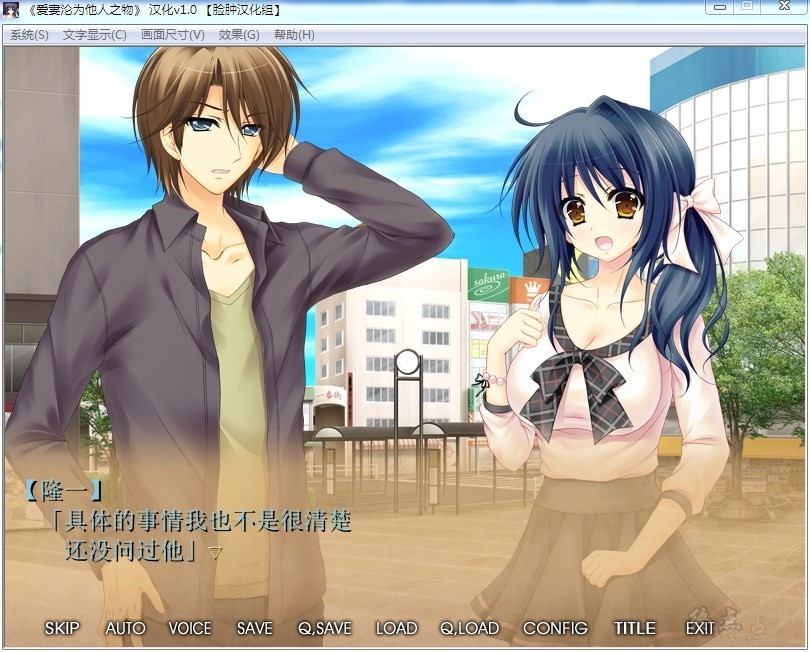 《爱妻沦为他人之物》 汉化v1.0 【脸肿汉化组】
系统(S) 文字显示(C) 画面尺寸(V) 效果(G) 帮助(H)
sakura
一番街
【隆一】
「具体的事情我也不是很清楚
还没问过他」
SKIP AUTO VOICE SAVE Q,SAVE LOAD Q,LOAD CONFIG TITLE EXIT